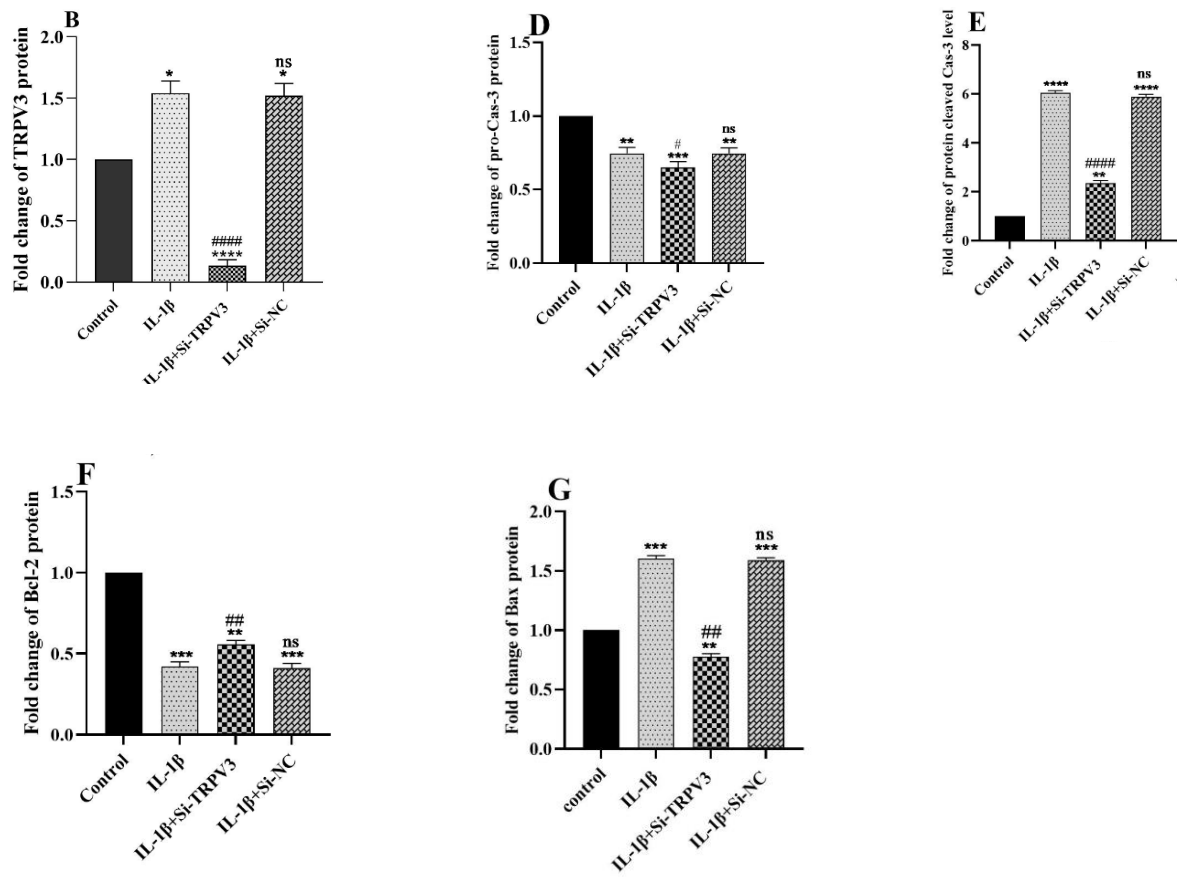 B
Fold change of TRPV3 protein
2.0
1.5
1.0
0.5
0.0
*
####
****
ns
*
Control
IL-1β
IL-1β+Si-TRPV3
IL-1β+Si-NC
D
Fold change of pro-Cas-3 protein
1.5
1.0
0.5
0.0
**
#
***
ns
**
Control
IL-1β
IL-1β+Si-TRPV3
IL-1β+Si-NC
E
Fold change of protein cleaved Cas-3 level
8
6
4
2
0
****
####
**
ns
****
Control
IL-1β
IL-1β+Si-TRPV3
IL-1β+Si-NC
F
Fold change of Bcl-2 protein
1.5
1.0
0.5
0.0
***
##
**
ns
***
Control
IL-1β
IL-1β+Si-TRPV3
IL-1β+Si-NC
G
Fold change of Bax protein
2.0
1.5
1.0
0.5
0.0
***
##
**
ns
***
control
IL-1β
IL-1β+Si-TRPV3
IL-1β+Si-NC